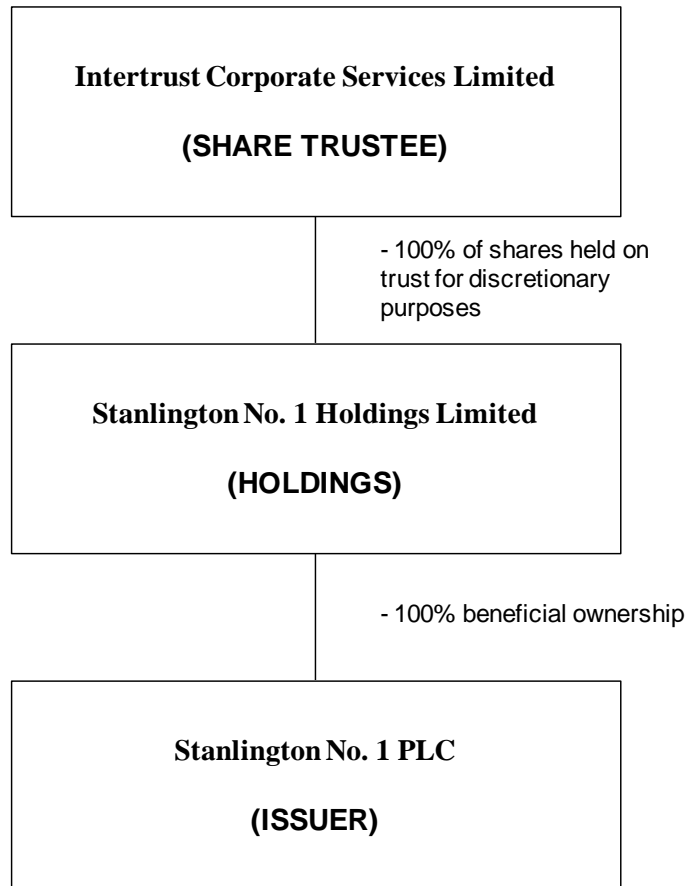 Intertrust Corporate Services Limited
(SHARE TRUSTEE)
- 100% of shares held on
trust for discretionary
purposes
Stanlington No. 1 Holdings Limited
(HOLDINGS)
- 100% beneficial ownership
Stanlington No. 1 PLC
(ISSUER)